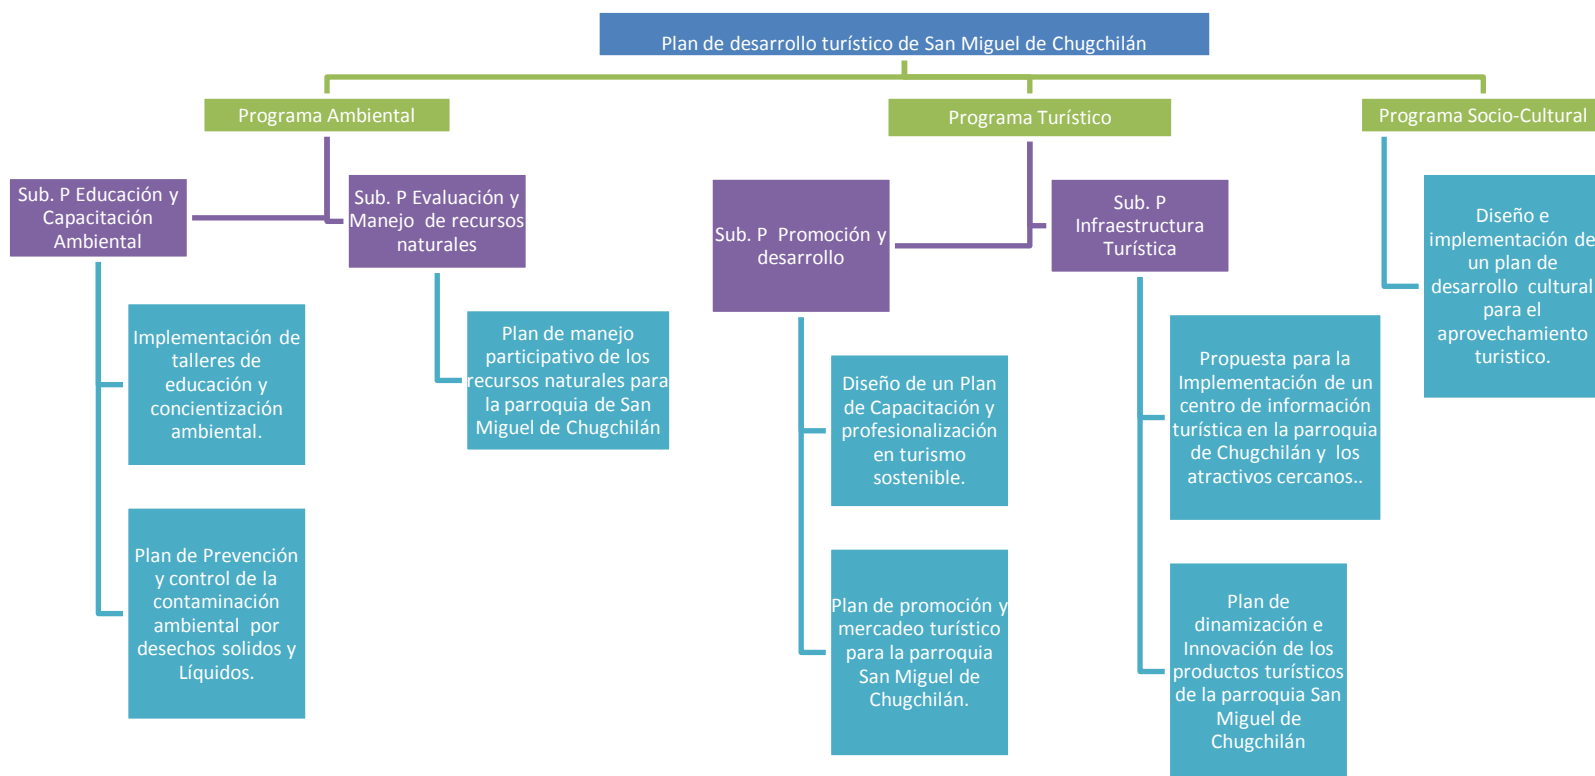 Plan de desarrollo turístico de San Miguel de Chugchilán
Programa Ambiental
Programa Turístico
Programa Socio-Cultural
Sub. P Educación y
Capacitación
Ambiental
Sub. P Evaluación y
Manejo de recursos
naturales
Sub. P Promoción y
desarrollo
Sub. P
Infraestructura
Turística
Diseño e
implementación de
un plan de
desarrollo cultural
para el
aprovechamiento
turistico.
Implementación de
talleres de
educación y
concientización
ambiental.
Plan de manejo
participativo de los
recursos naturales para
la parroquia de San
Miguel de Chugchilán
Diseño de un Plan
de Capacitación y
profesionalización
en turismo
sostenible.
Propuesta para la
Implementación de un
centro de información
turística en la parroquia
de Chugchilán y los
atractivos cercanos..
Plan de Prevención
y control de la
contaminación
ambiental por
desechos solidos y
Líquidos.
Plan de promoción y
mercadeo turístico
para la parroquia
San Miguel de
Chugchilán.
Plan de
dinamización e
Innovación de los
productos turísticos
de la parroquia San
Miguel de
Chugchilán